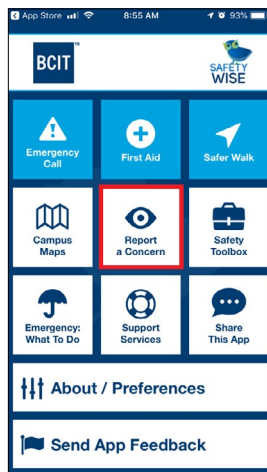 App Store 8:55 AM 93%
BCIT
SAFETY
WISE
Emergency
Call
First Aid
Safer Walk
Campus
Maps
Report
a Concern
Safety
Toolbox
Emergency:
What To Do
Support
Services
Share
This App
About / Preferences
Send App Feedback